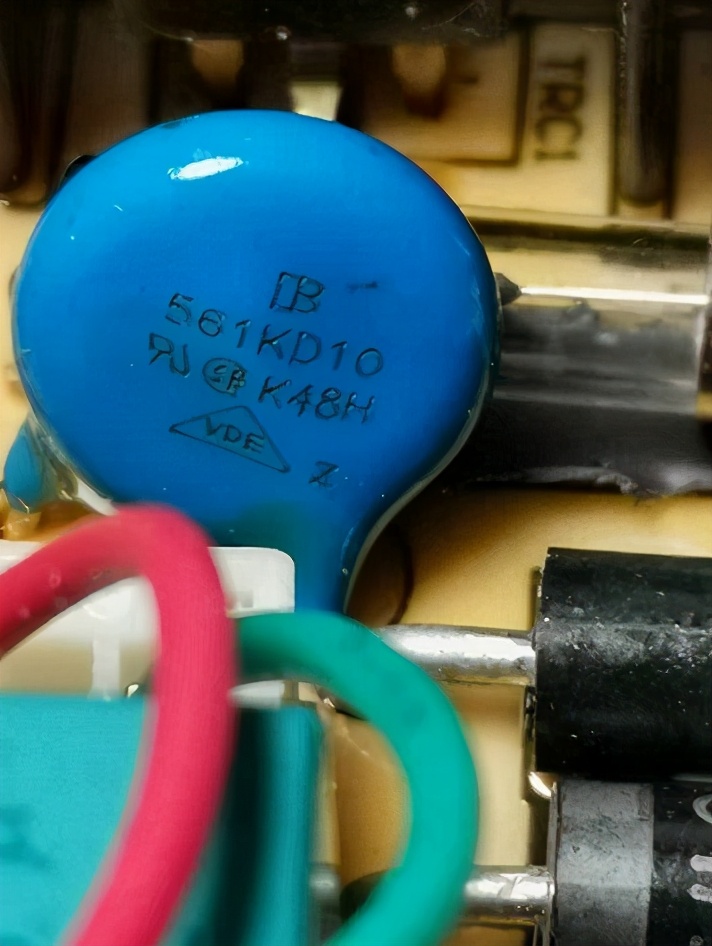 TRC1
561KD10
K48H
VDE
Z